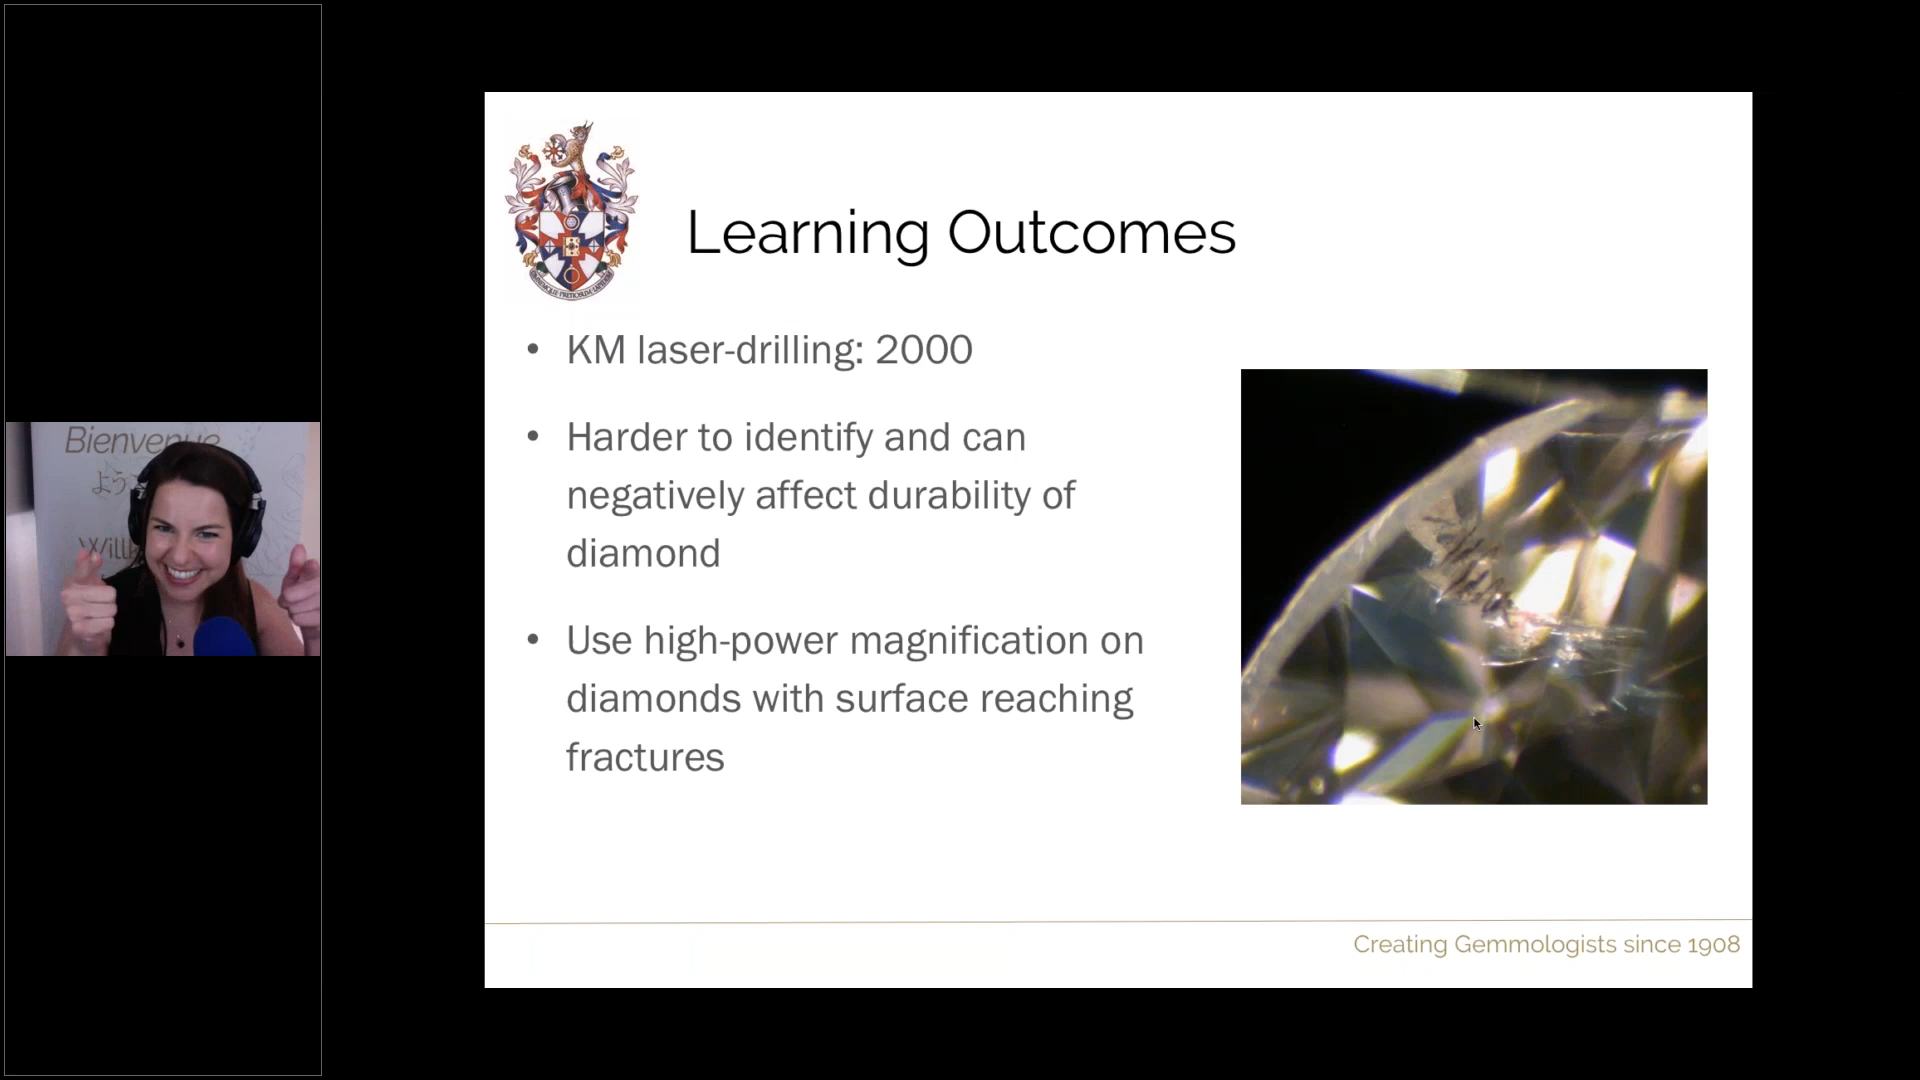 Bienvenue
よう
Will
Learning Outcomes
• KM laser-drilling: 2000
• Harder to identify and can
negatively affect durability of
diamond
• Use high-power magnification on
diamonds with surface reaching
fractures
Creating Gemmologists since 1908